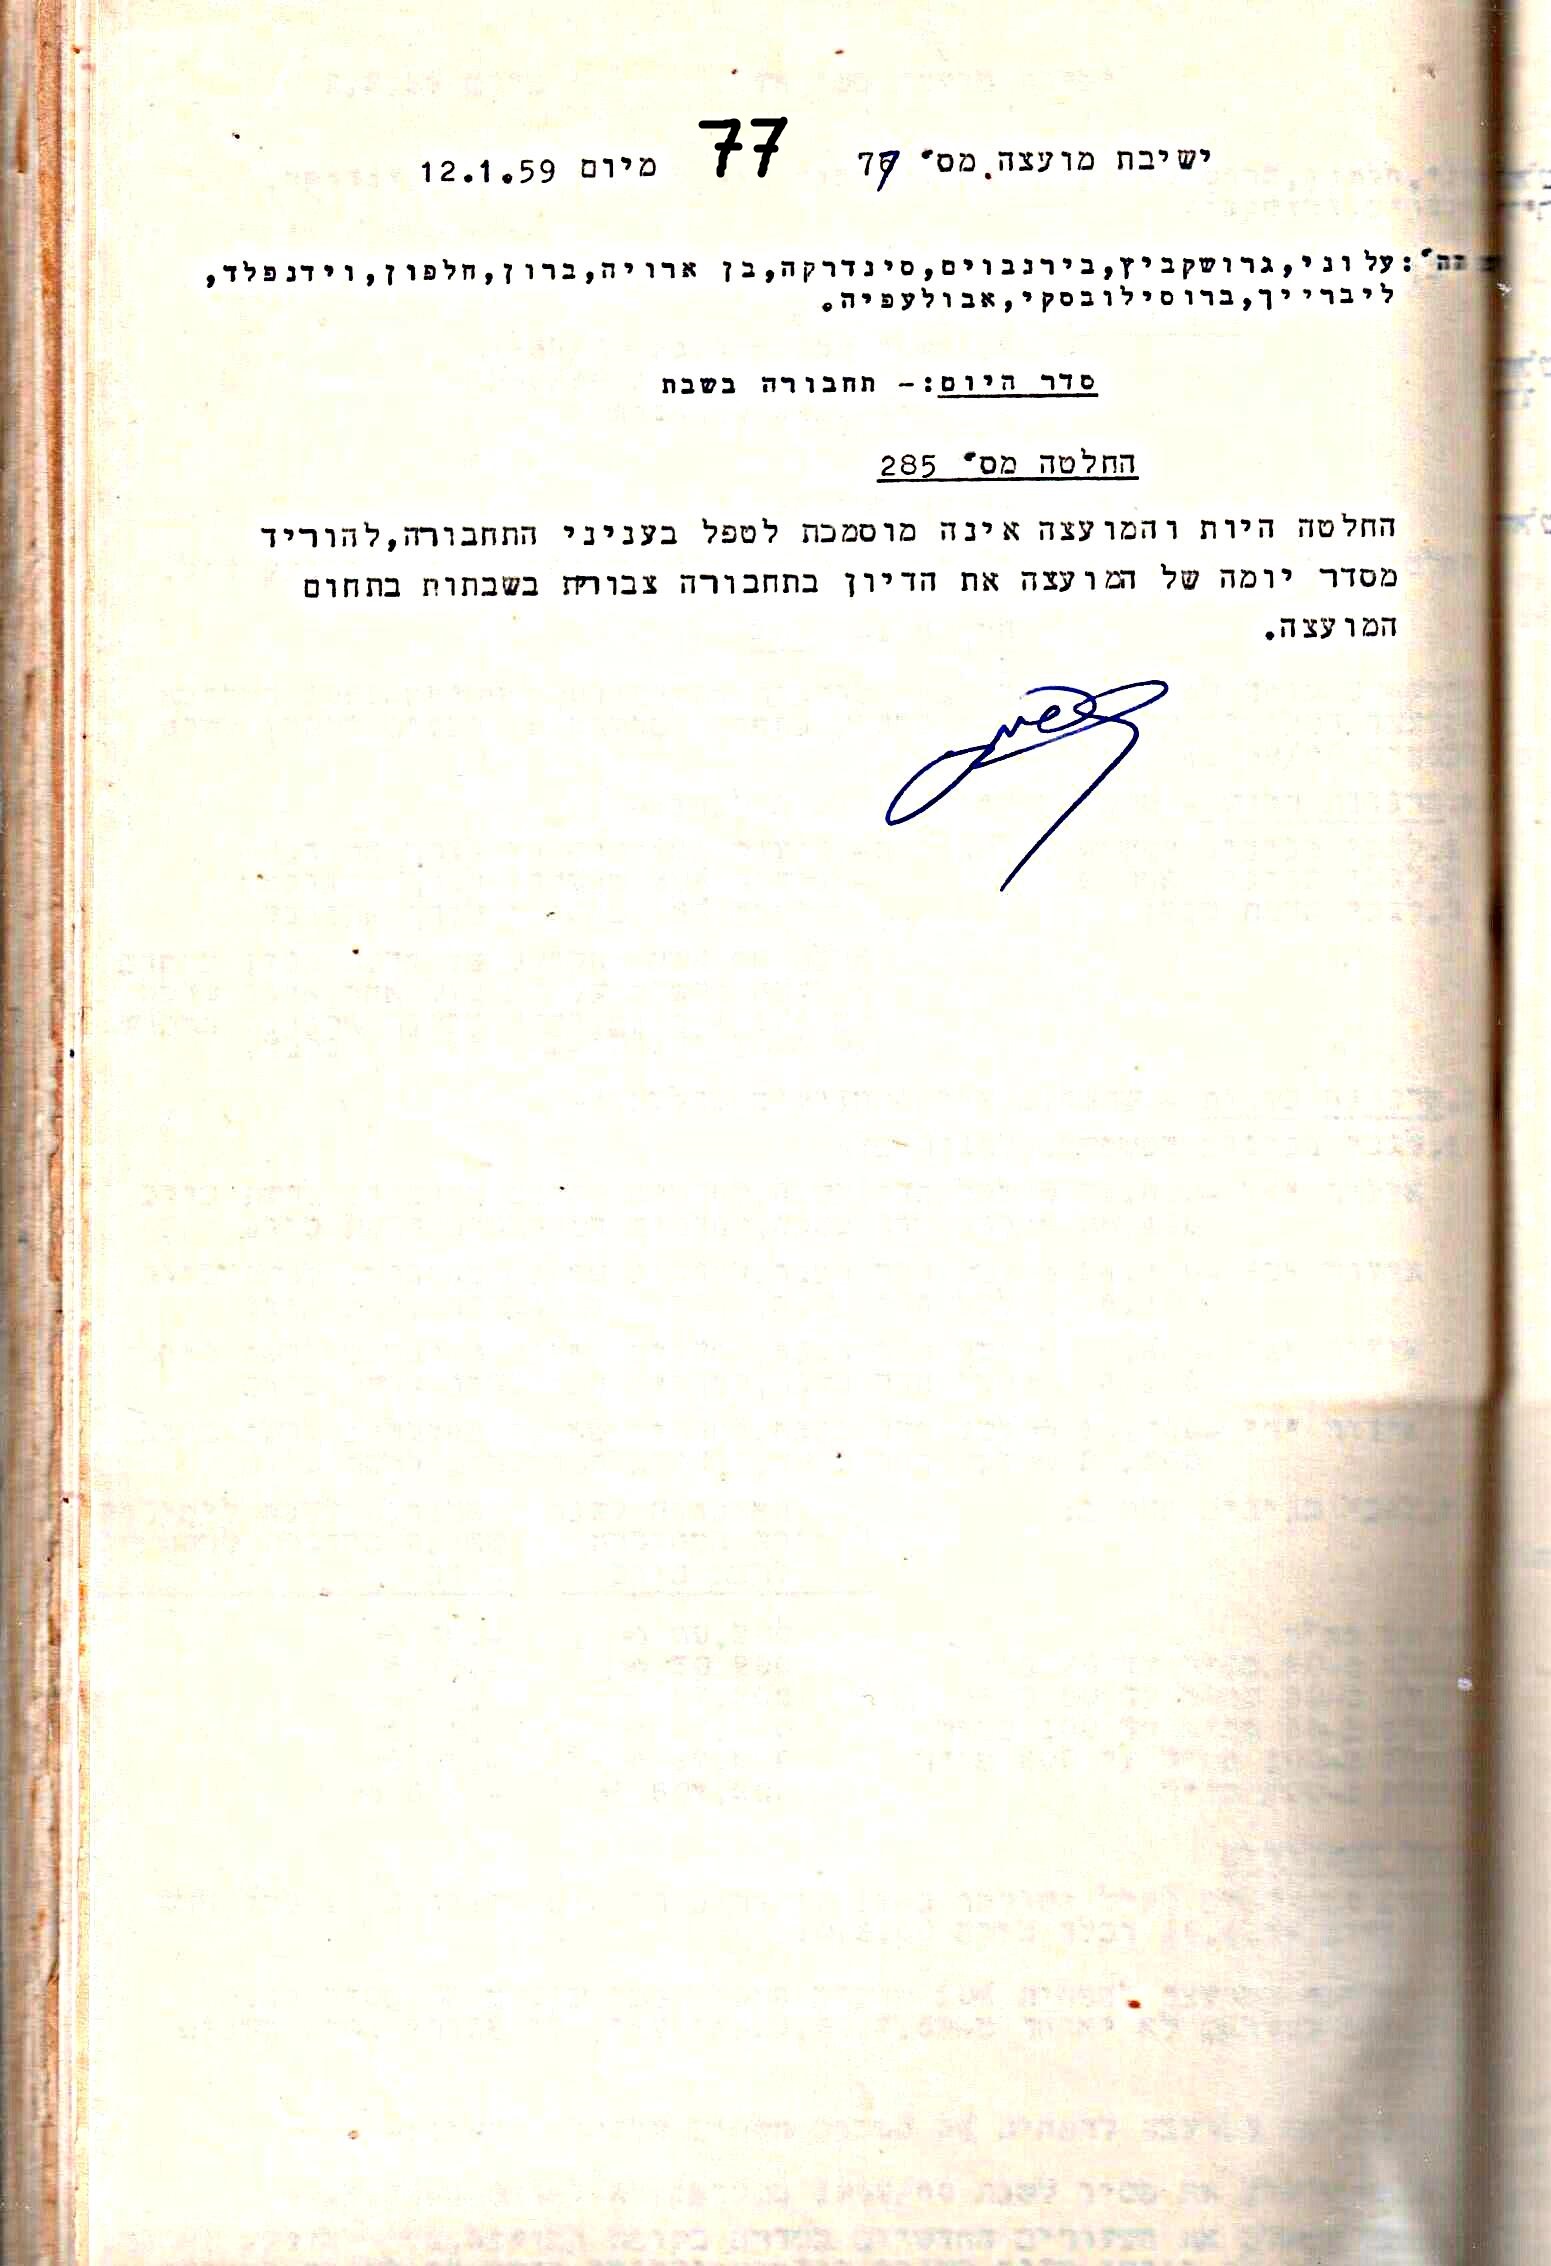 ישיבת מועצה מס' 77 77 מיום 12.1.59
עלוני,גרושקביץ,בירנבוים,סינדרקה,בן ארויה,ברון,חלפון,וידנפלד,
ליברייך,ברוסילובסקי,אבולעפיה.
סדר היום:- תחבורה בשבת
החלטה מס' 285
החלטה היות והמועצה אינה מוסמכת לטפל בעניני התחבורה,להוריד
מסדר יומה של המועצה את הדיון בתחבורה צבורית בשבתות בתחום
המועצה.